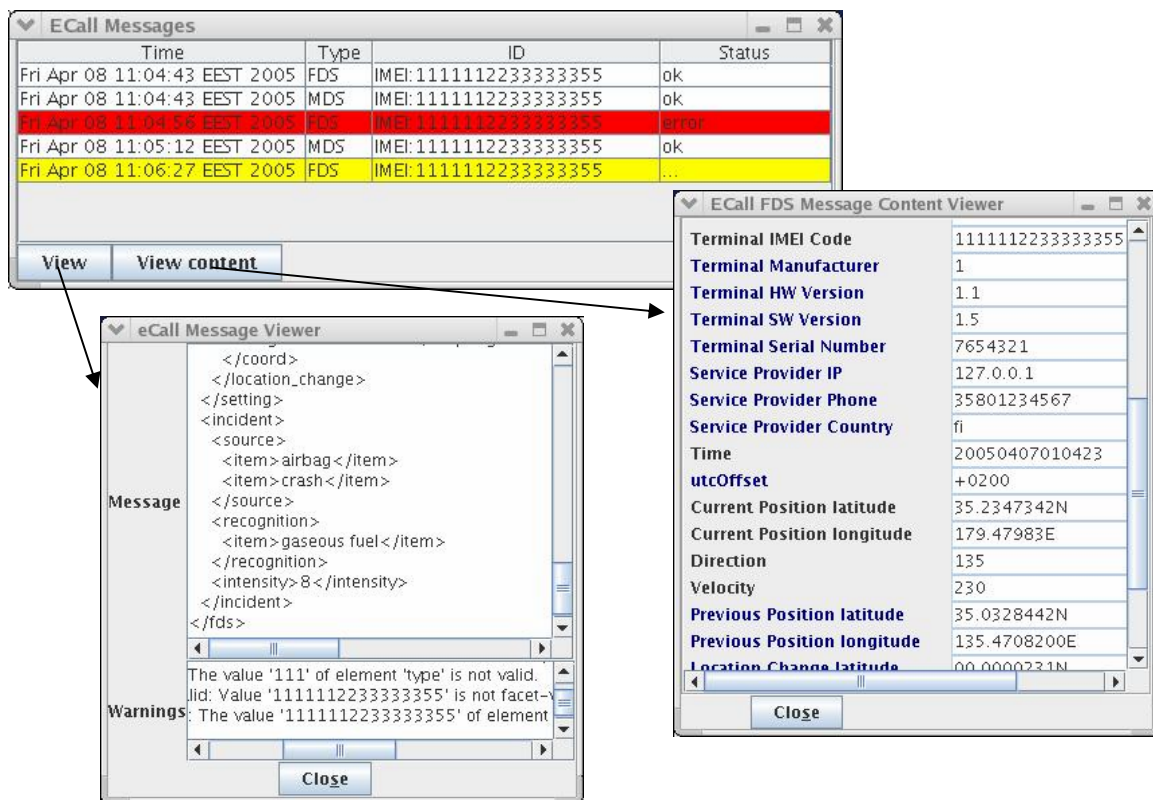 ECall Messages
Time Type ID Status
Fri Apr 08 11:04:43 EEST 2005 FDS IMEI:1111112233333355 ok
Fri Apr 08 11:04:43 EEST 2005 MDS IMEI:1111112233333355 ok
Fri Apr 08 11:04:56 EEST 2005 FDS IMEI:1111112233333355 error
Fri Apr 08 11:05:12 EEST 2005 MDS IMEI:1111112233333355 ok
Fri Apr 08 11:06:27 EEST 2005 FDS IMEI:1111112233333355 ...
View View content
eCall Message Viewer
Message
</coord>
</location_change>
</setting>
<incident>
<source>
<item>airbag</item>
<item>crash</item>
</source>
<recognition>
<item>gaseous fuel</item>
</recognition>
<intensity>8</intensity>
</incident>
</fds>
Warnings
The value '111' of element 'type' is not valid.
lid: Value '1111112233333355' is not facet-v
: The value '1111112233333355' of element
Close
ECall FDS Message Content Viewer
Terminal IMEI Code 1111112233333355
Terminal Manufacturer 1
Terminal HW Version 1.1
Terminal SW Version 1.5
Terminal Serial Number 7654321
Service Provider IP 127.0.0.1
Service Provider Phone 35801234567
Service Provider Country fi
Time 20050407010423
utcOffset +0200
Current Position latitude 35.2347342N
Current Position longitude 179.47983E
Direction 135
Velocity 230
Previous Position latitude 35.0328442N
Previous Position longitude 135.4708200E
Location Change latitude 00.0000231N
Close